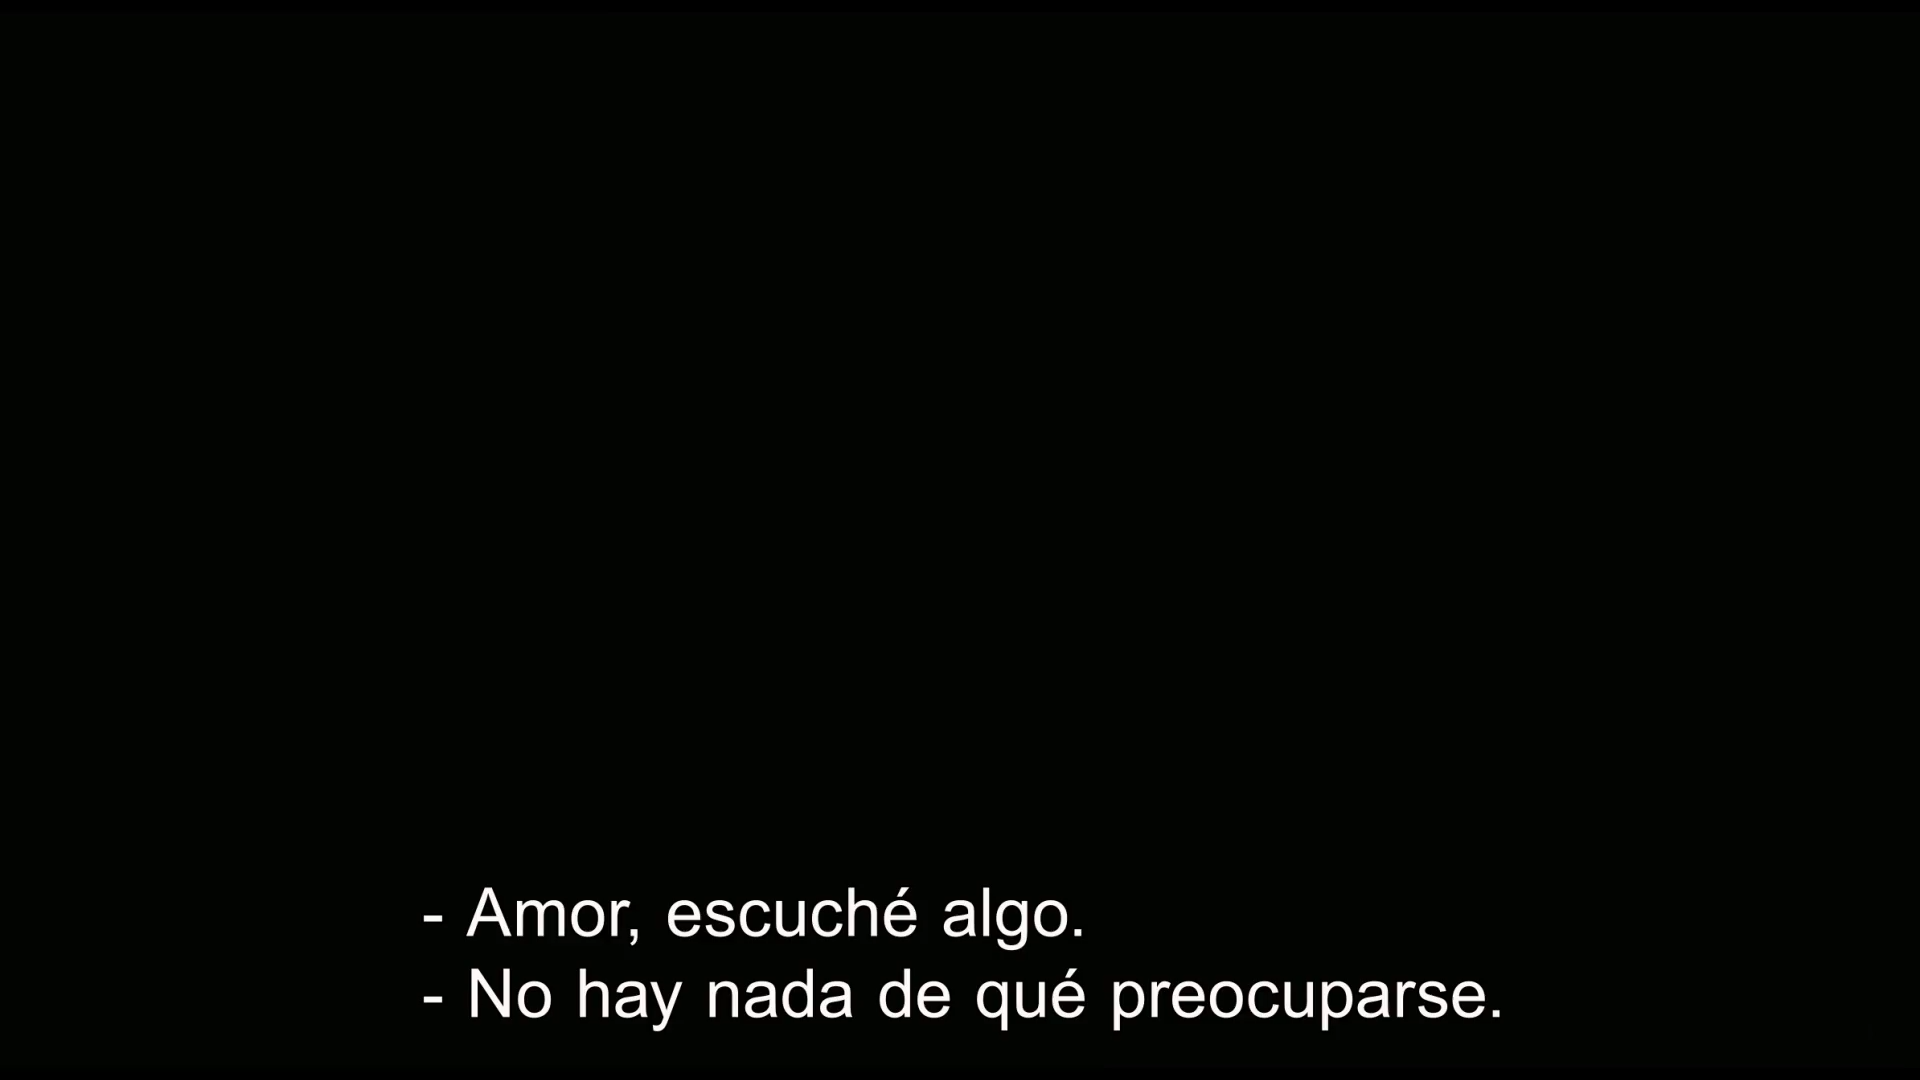 - Amor, escuché algo.
- No hay nada de qué preocuparse.